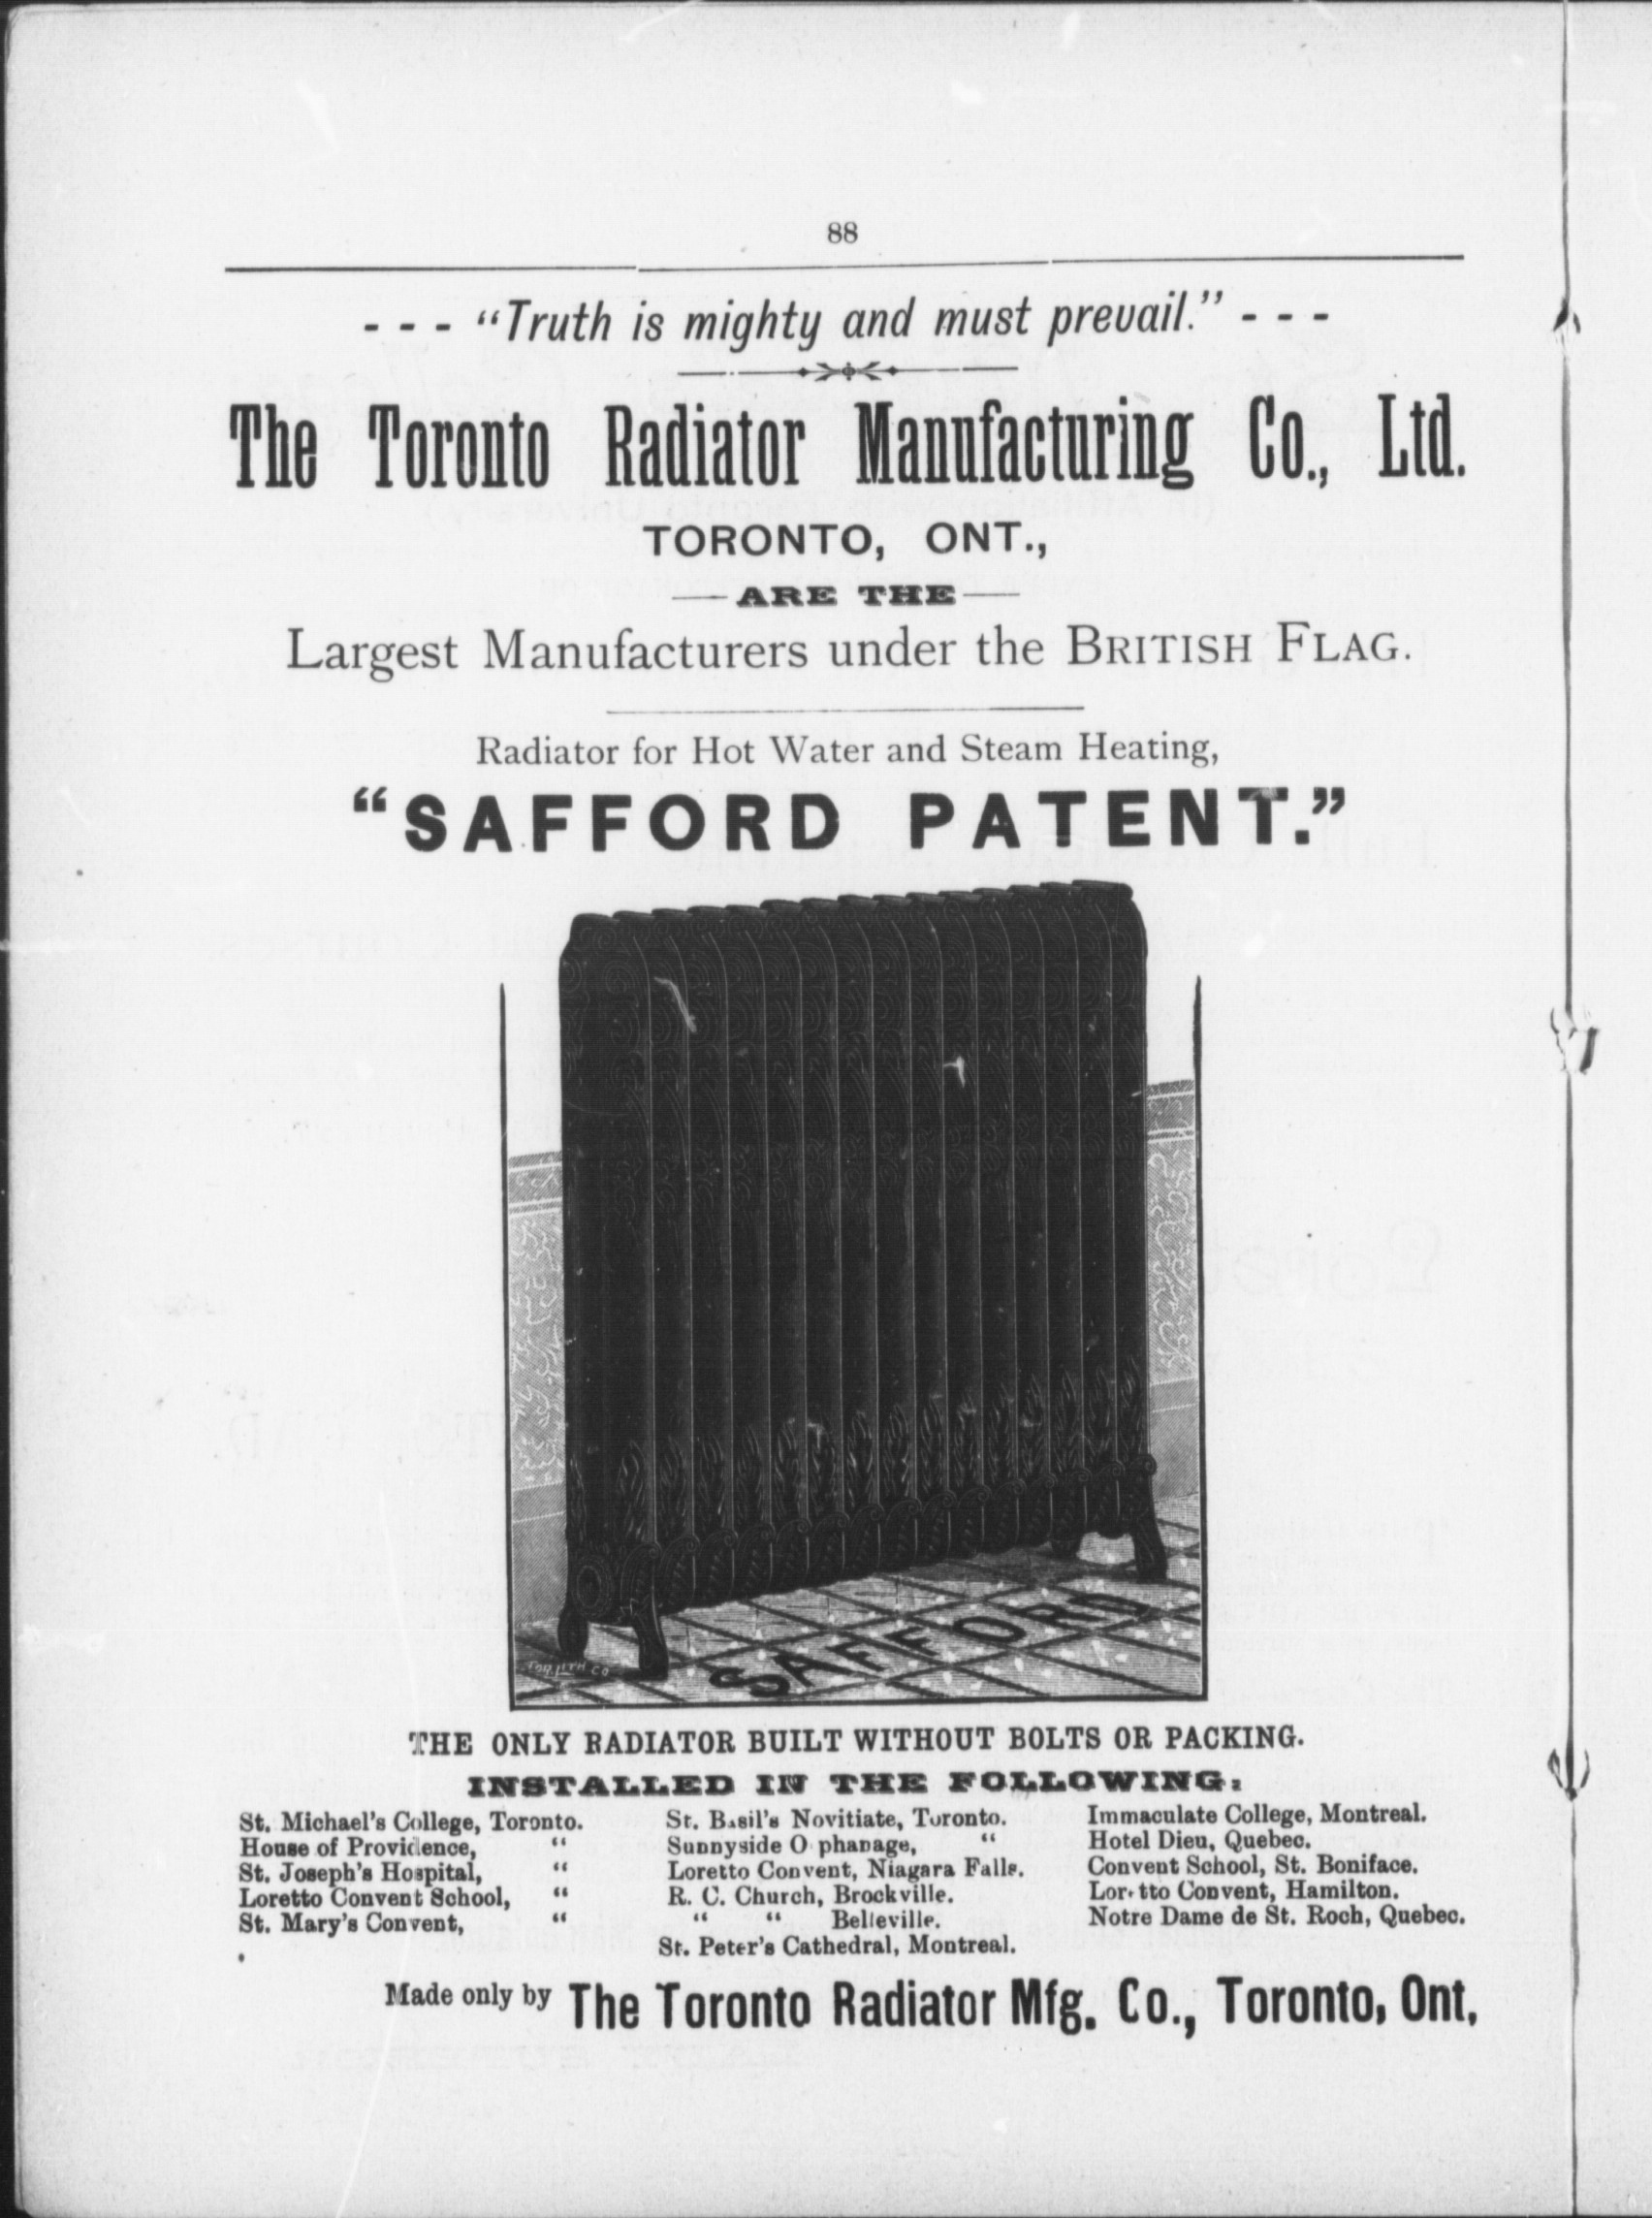 88
- - - "Truth is mighty and must prevail." - - -
The Toronto Radiator Manufacturing Co., Ltd.
TORONTO, ONT.,
— ARE THE —
Largest Manufacturers under the BRITISH FLAG.
Radiator for Hot Water and Steam Heating,
"SAFFORD PATENT."
SAFFORD
TOR. LITH CO
THE ONLY RADIATOR BUILT WITHOUT BOLTS OR PACKING.
INSTALLED IN THE FOLLOWING:
St. Michael's College, Toronto.
House of Providence, "
St. Joseph's Hospital, "
Loretto Convent School, "
St. Mary's Convent, "
St. Basil's Novitiate, Toronto.
Sunnyside O phanage, "
Loretto Convent, Niagara Falls.
R. C. Church, Brockville.
" " Belleville.
St. Peter's Cathedral, Montreal.
Immaculate College, Montreal.
Hotel Dieu, Quebec.
Convent School, St. Boniface.
Loretto Convent, Hamilton.
Notre Dame de St. Roch, Quebec.
Made only by The Toronto Radiator Mfg. Co., Toronto, Ont,